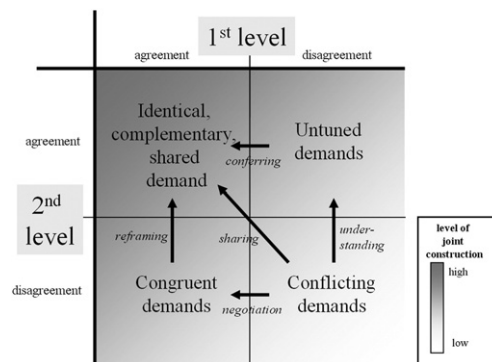 1st level
agreement
disagreement
agreement
Identical,
complementary,
shared
demand
conferring
Untuned
demands
2nd
level
reframing
sharing
under-
standing
disagreement
Congruent
demands
negotiation
Conflicting
demands
level of
joint
construction
high
low